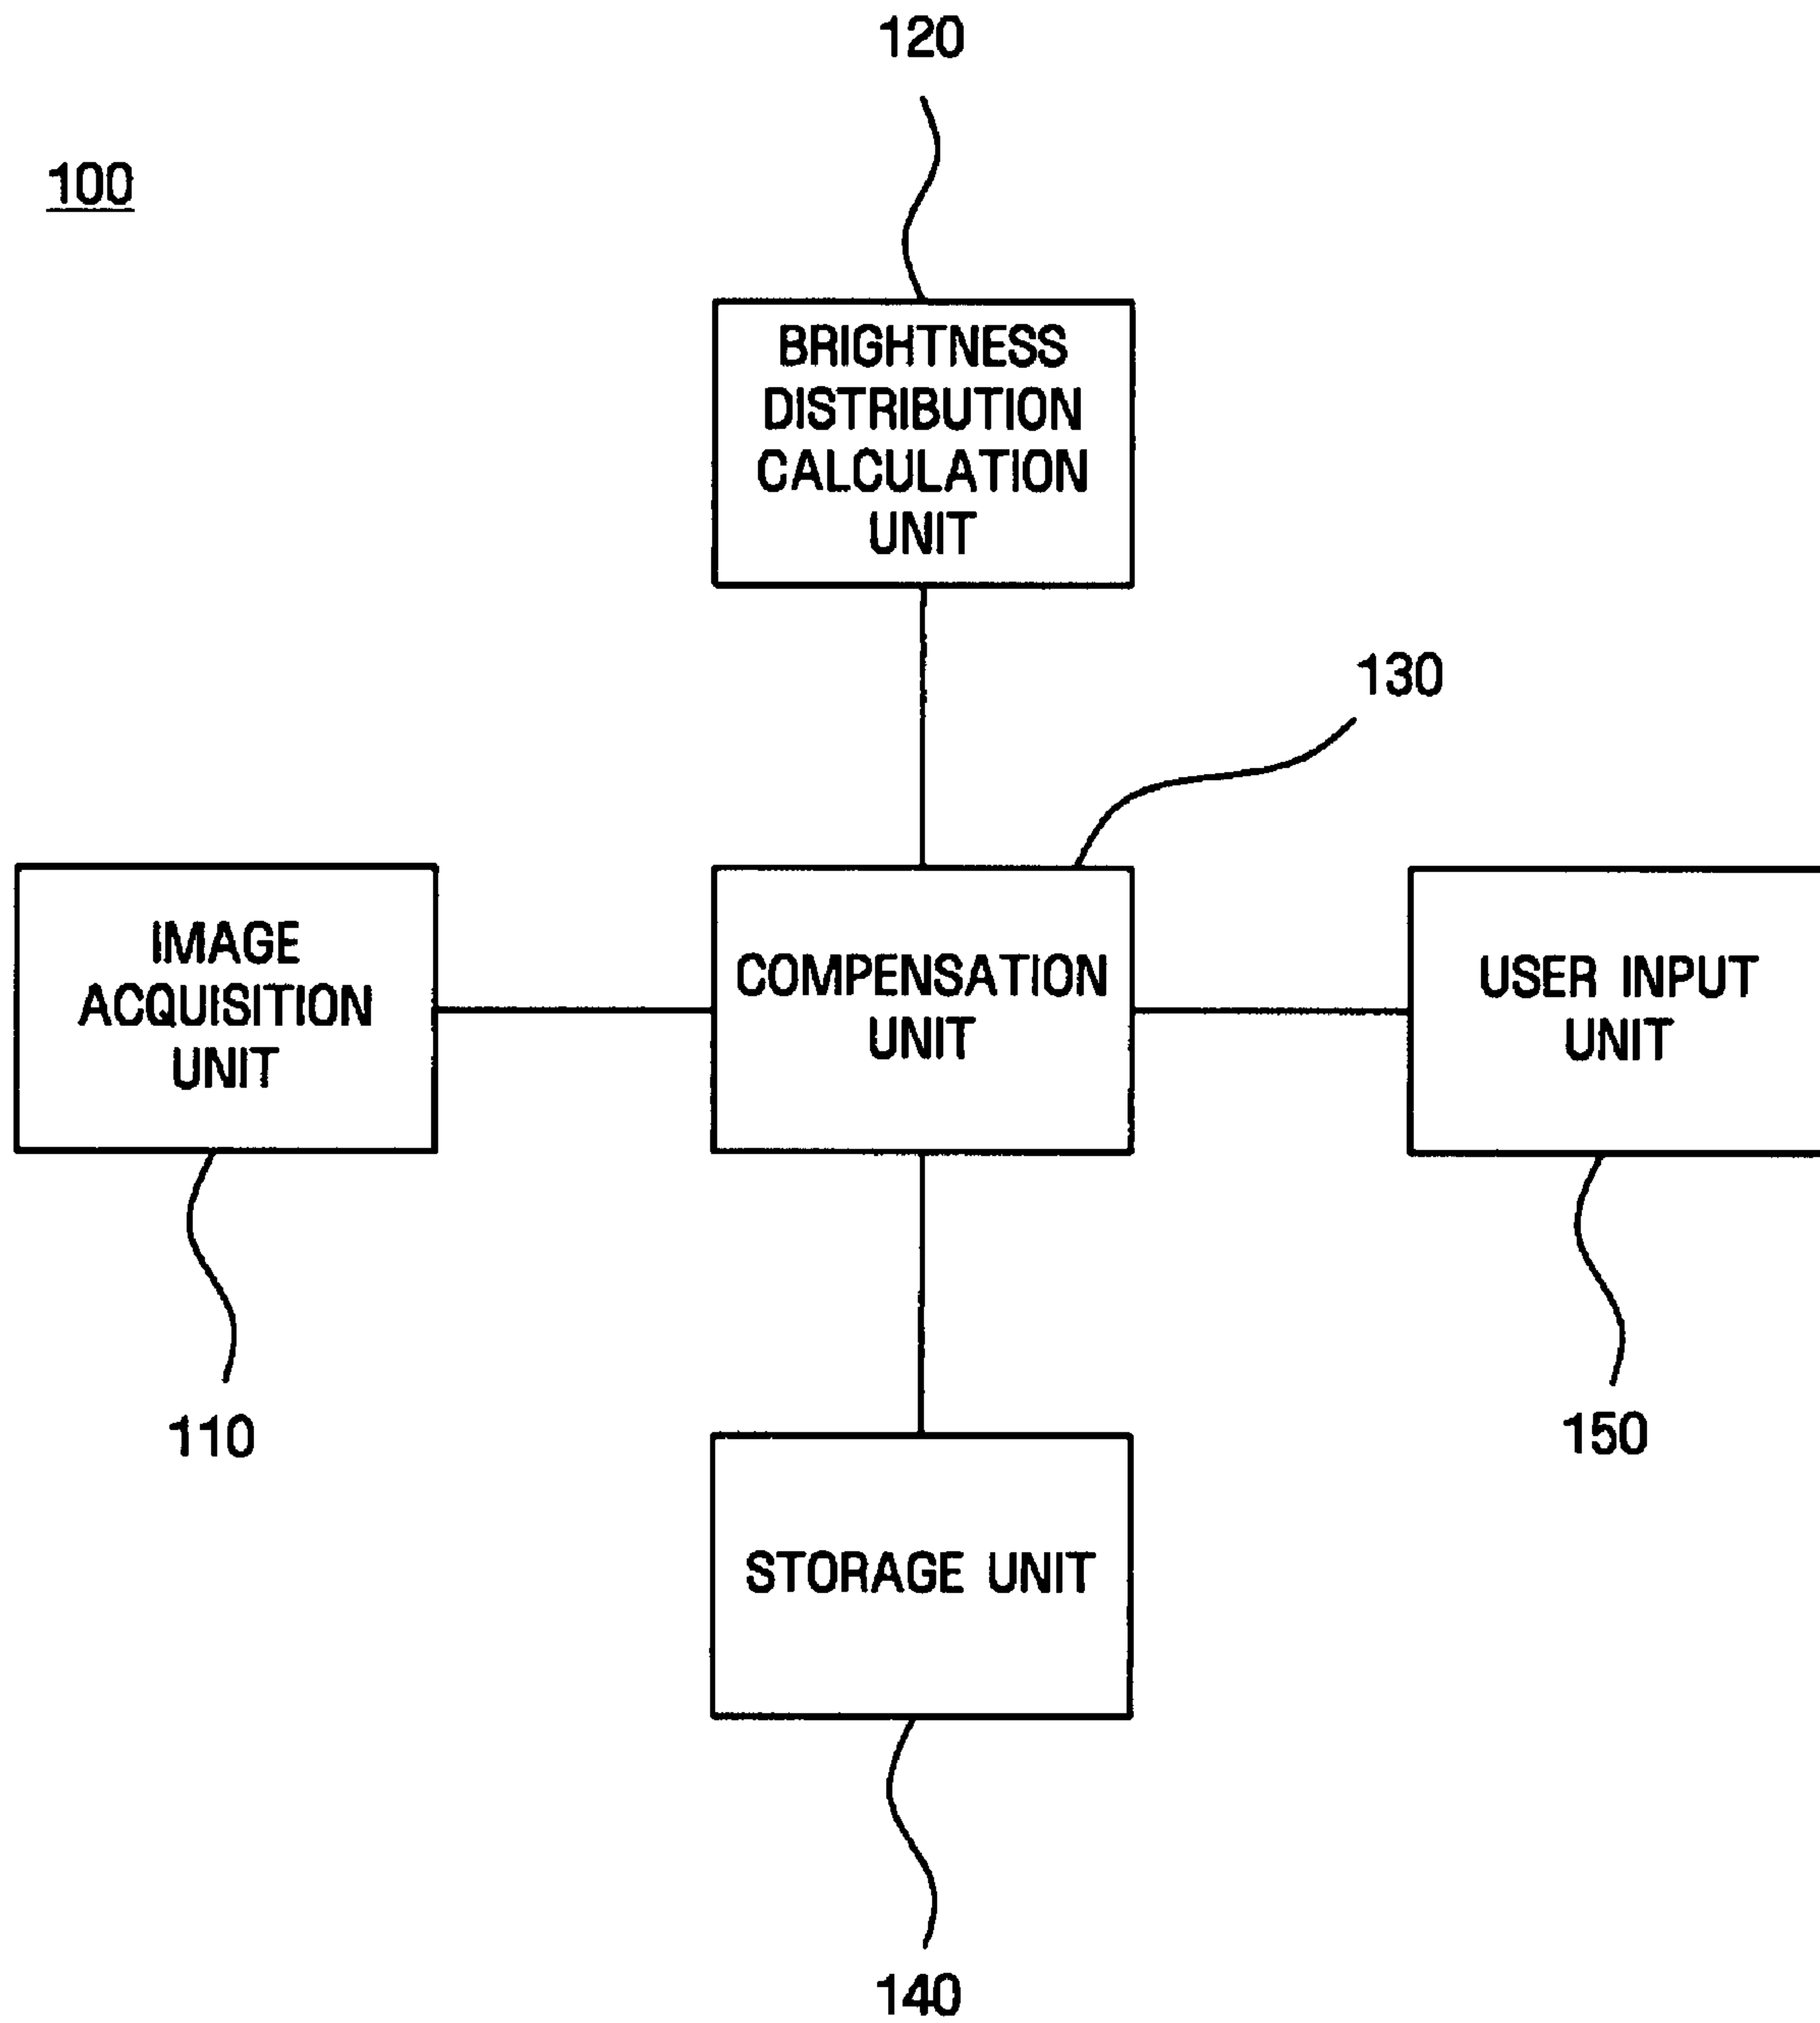 120
100
BRIGHTNESS
DISTRIBUTION
CALCULATION
UNIT
130
IMAGE
ACQUISITION
UNIT
COMPENSATION
UNIT
USER INPUT
UNIT
110
150
STORAGE UNIT
140